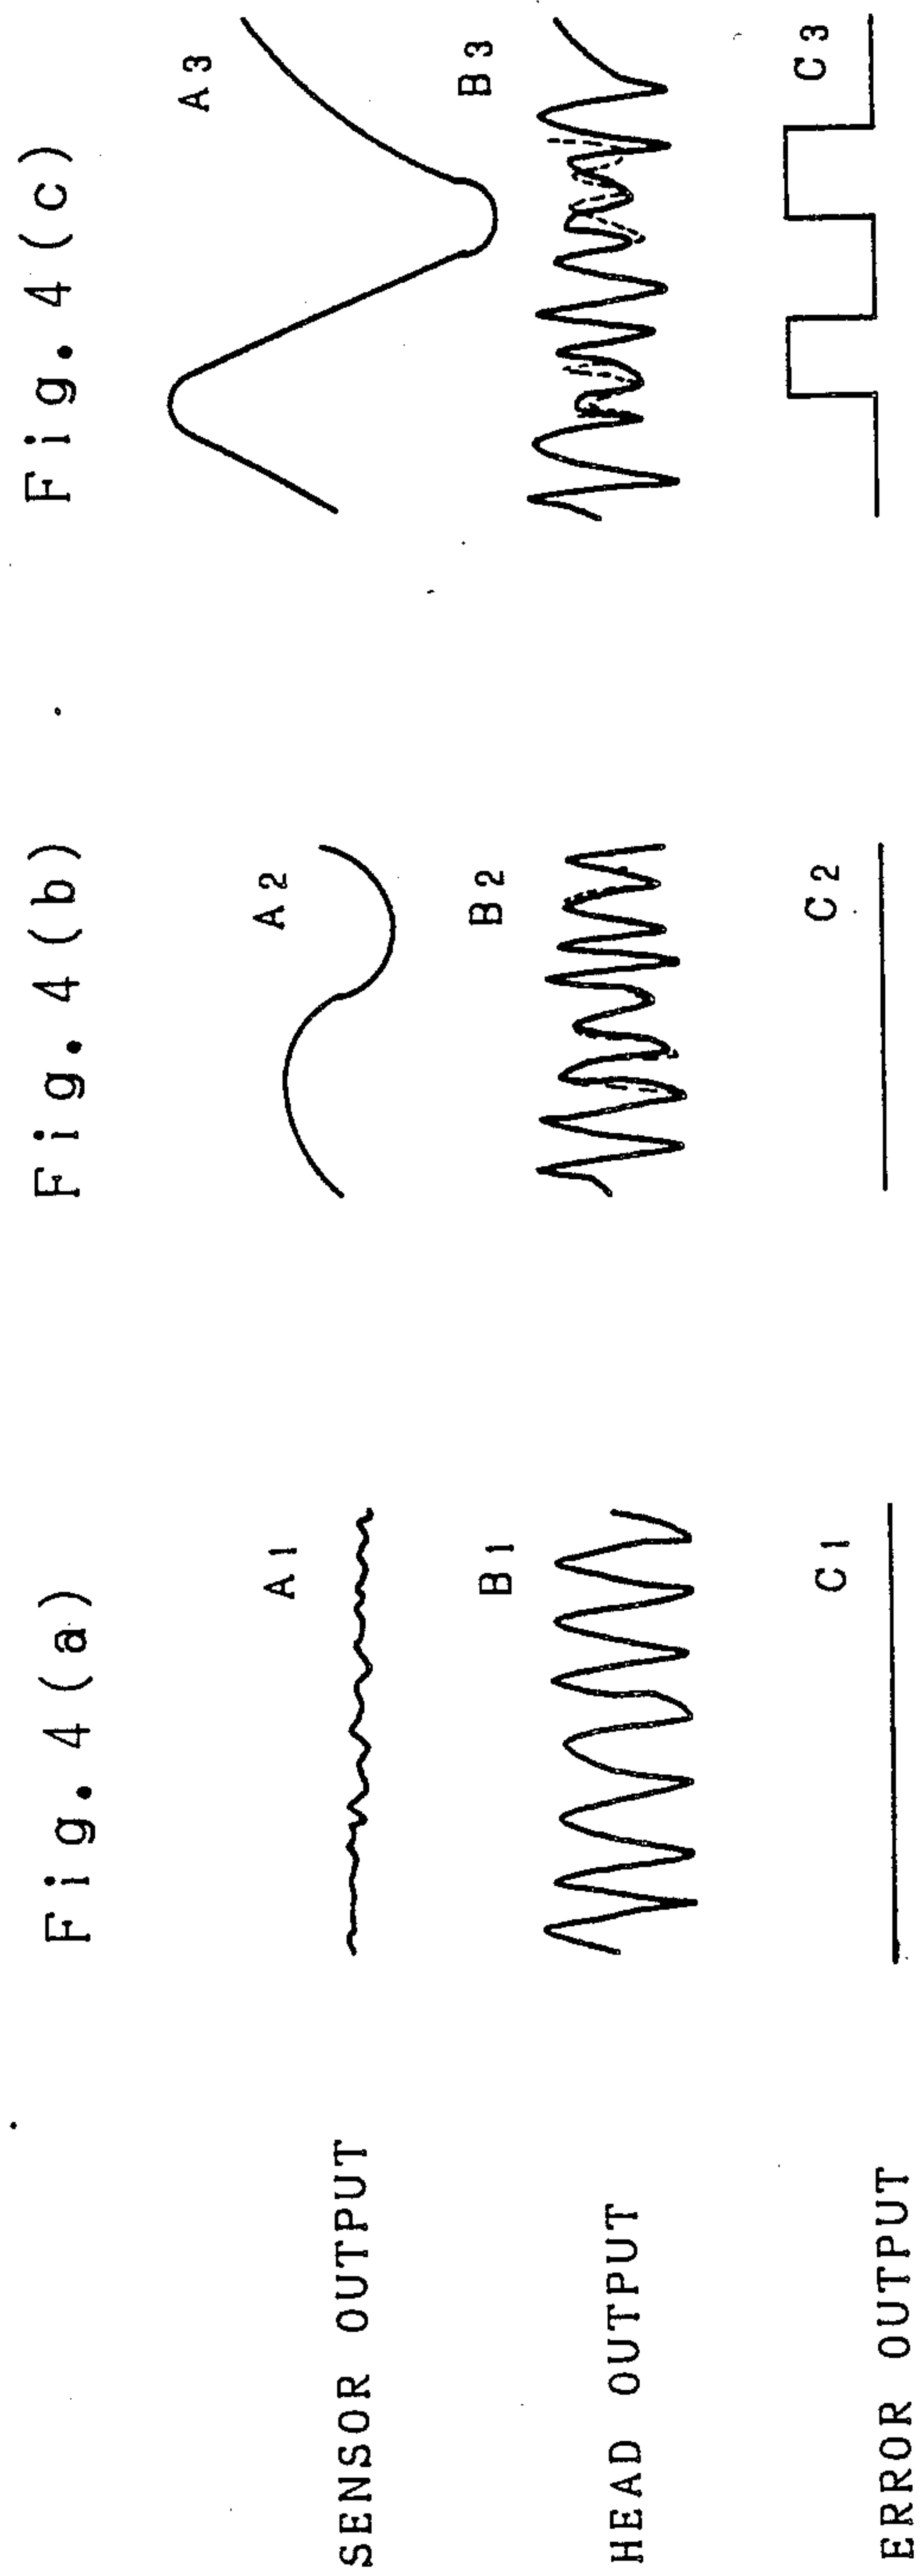 Fig. 4(a)
Fig. 4(b)
Fig. 4(c)
SENSOR OUTPUT
A1
A2
A3
HEAD OUTPUT
B1
B2
B3
ERROR OUTPUT
C1
C2
C3